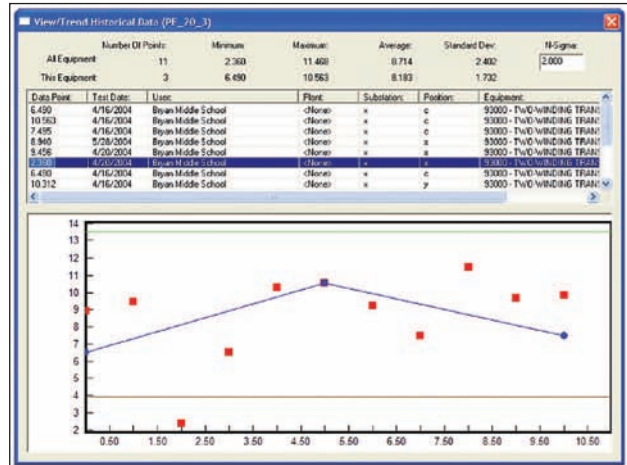 View/Trend Historical Data (PF_20_3)
Number Of Points: Minimum: Maximum: Average: Standard Dev: N-Sigma:
All Equipment 11 2.360 11.468 8.714 2.402 2.000
This Equipment: 3 6.490 10.563 8.183 1.732
Data Point: Test Date: User: Plant: Substation: Position: Equipment:
6.490 4/16/2004 Bryan Middle School <None> x c 93000 - TWO-WINDING TRANS
10.563 4/16/2004 Bryan Middle School <None> x c 93000 - TWO-WINDING TRANS
7.495 4/16/2004 Bryan Middle School <None> x c 93000 - TWO-WINDING TRANS
8.940 5/28/2004 Bryan Middle School <None> x x 93000 - TWO-WINDING TRANS
9.456 4/20/2004 Bryan Middle School <None> x x 93000 - TWO-WINDING TRANS
2.360 4/20/2004 Bryan Middle School <None> x x 93000 - TWO-WINDING TRANS
6.490 4/16/2004 Bryan Middle School <None> x c 93000 - TWO-WINDING TRANS
10.312 4/16/2004 Bryan Middle School <None> x y 93000 - TWO-WINDING TRANS
14
13
12
11
10
9
8
7
6
5
4
3
2
0.50 1.50 2.50 3.50 4.50 5.50 6.50 7.50 8.50 9.50 10.50